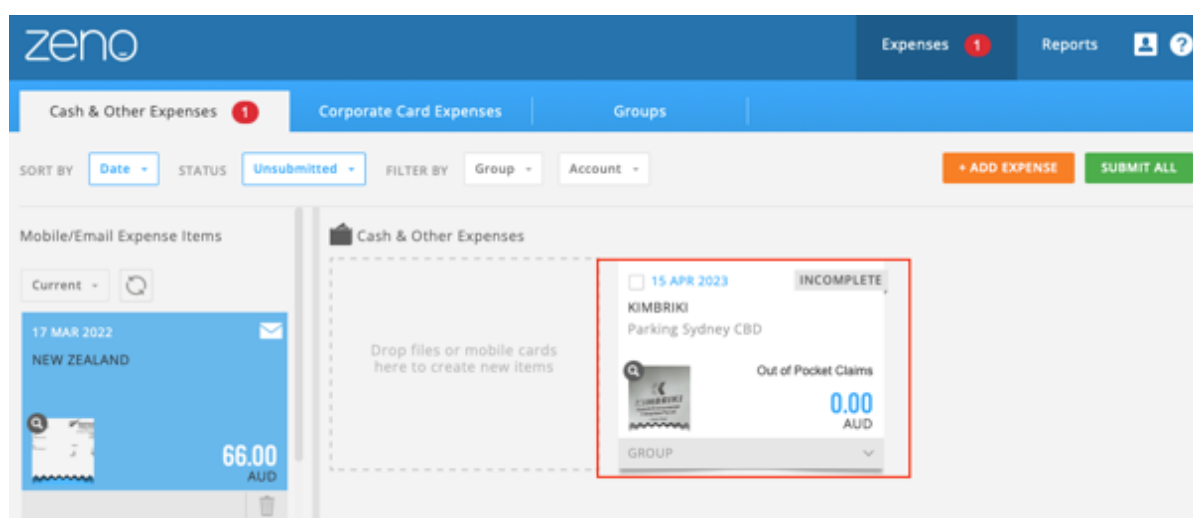 zeno
Expenses 1 Reports ?
Cash & Other Expenses 1 Corporate Card Expenses Groups
SORT BY Date STATUS Unsubmitted FILTER BY Group Account + ADD EXPENSE SUBMIT ALL
Mobile/Email Expense Items
Current
17 MAR 2022
NEW ZEALAND
66.00
AUD
Cash & Other Expenses
Drop files or mobile cards
here to create new items
15 APR 2023 INCOMPLETE
KIMBRIKI
Parking Sydney CBD
Out of Pocket Claims
0.00
AUD
GROUP